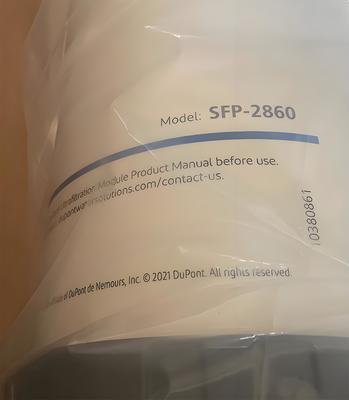 Model: SFP-2860
Ultrafiltration Module Product Manual before use.
solutions.com/contact-us.
10380861
of DuPont de Nemours, Inc. © 2021 DuPont. All rights reserved.